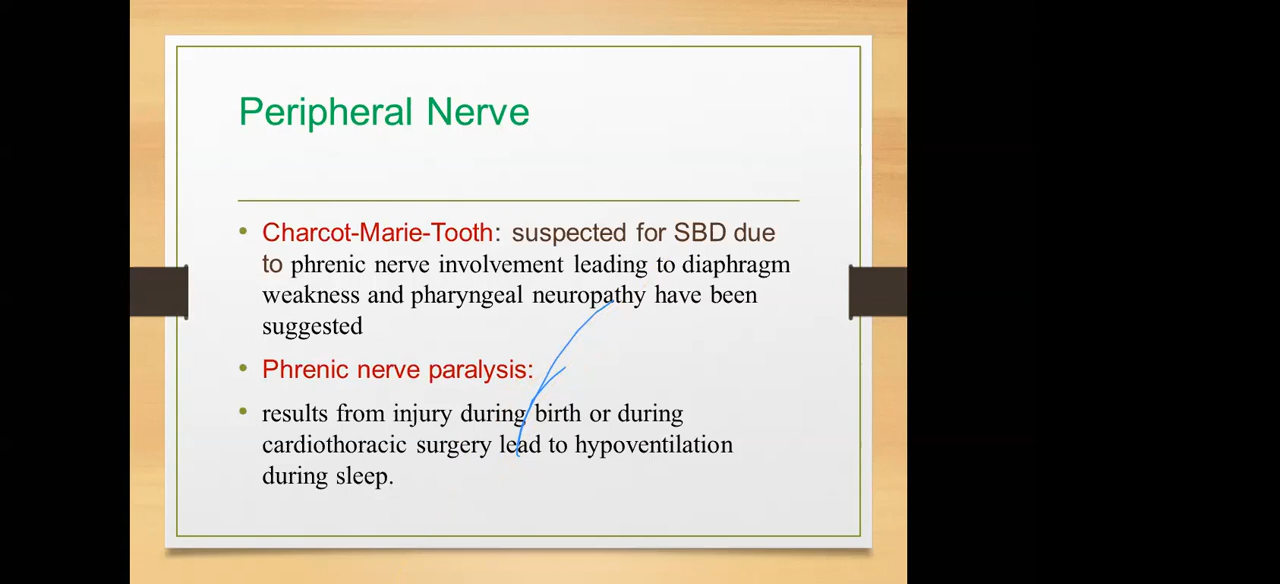 Peripheral Nerve
• Charcot-Marie-Tooth: suspected for SBD due
to phrenic nerve involvement leading to diaphragm
weakness and pharyngeal neuropathy have been
suggested
• Phrenic nerve paralysis:
• results from injury during birth or during
cardiothoracic surgery lead to hypoventilation
during sleep.